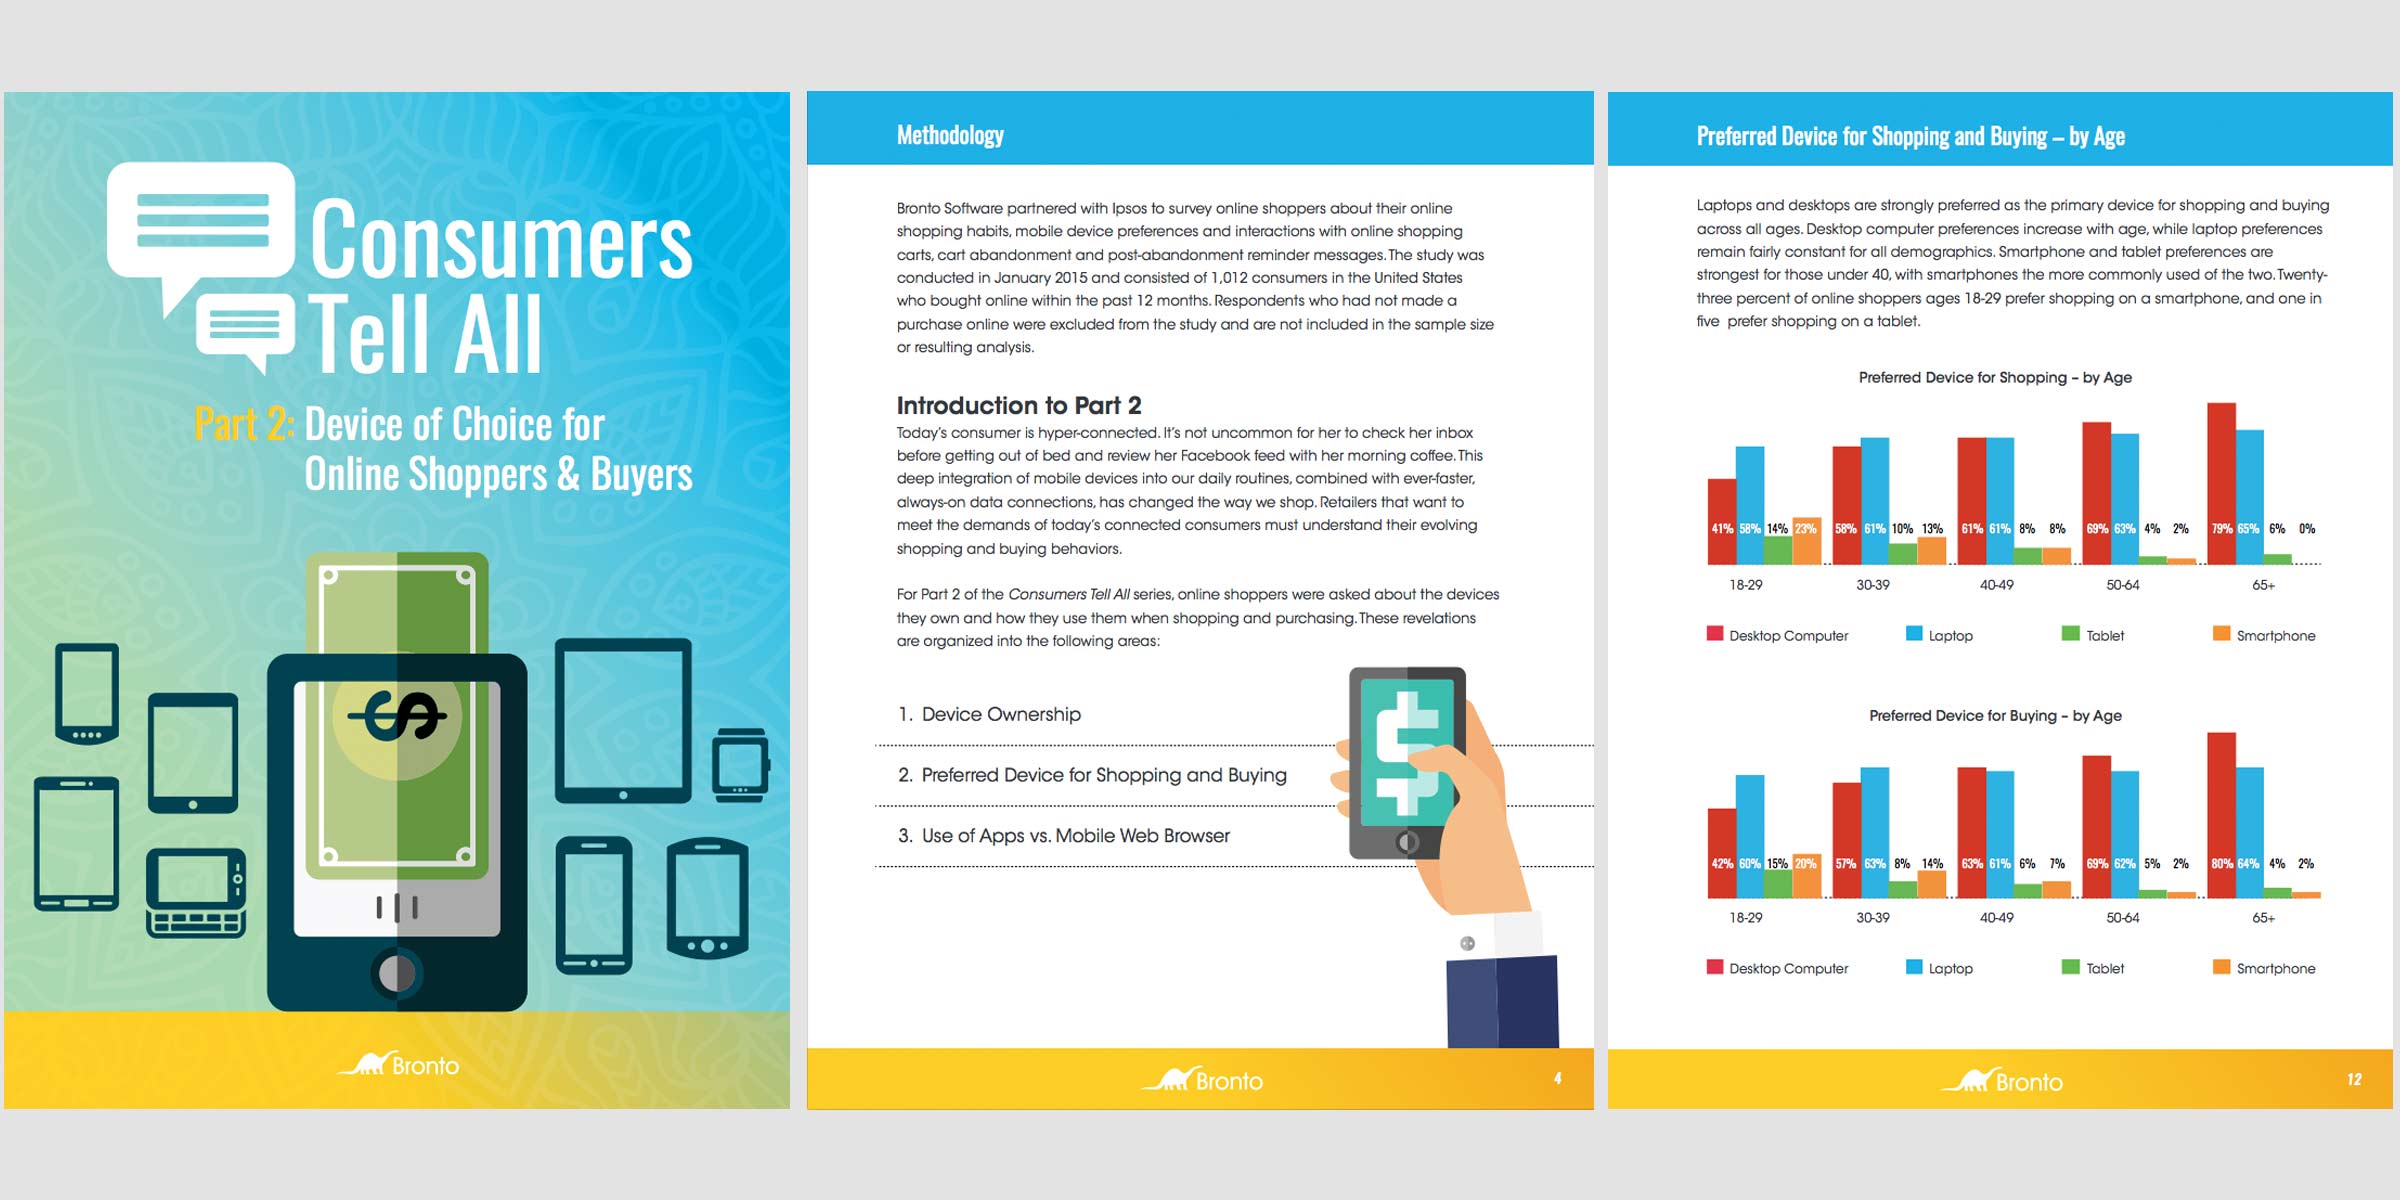 Consumers
Tell All
Part 2: Device of Choice for
Online Shoppers & Buyers
$
Bronto
Methodology
Bronto Software partnered with Ipsos to survey online shoppers about their online
shopping habits, mobile device preferences and interactions with online shopping
carts, cart abandonment and post-abandonment reminder messages. The study was
conducted in January 2015 and consisted of 1,012 consumers in the United States
who bought online within the past 12 months. Respondents who had not made a
purchase online were excluded from the study and are not included in the sample size
or resulting analysis.
Introduction to Part 2
Today's consumer is hyper-connected. It's not uncommon for her to check her inbox
before getting out of bed and review her Facebook feed with her morning coffee. This
deep integration of mobile devices into our daily routines, combined with ever-faster,
always-on data connections, has changed the way we shop. Retailers that want to
meet the demands of today's connected consumers must understand their evolving
shopping and buying behaviors.
For Part 2 of the Consumers Tell All series, online shoppers were asked about the devices
they own and how they use them when shopping and purchasing. These revelations
are organized into the following areas:
1. Device Ownership
2. Preferred Device for Shopping and Buying
3. Use of Apps vs. Mobile Web Browser
$
Bronto
4
Preferred Device for Shopping and Buying – by Age
Laptops and desktops are strongly preferred as the primary device for shopping and buying
across all ages. Desktop computer preferences increase with age, while laptop preferences
remain fairly constant for all demographics. Smartphone and tablet preferences are
strongest for those under 40, with smartphones the more commonly used of the two. Twenty-
three percent of online shoppers ages 18-29 prefer shopping on a smartphone, and one in
five prefer shopping on a tablet.
Preferred Device for Shopping – by Age
41% 58% 14% 23% 58% 61% 10% 13% 61% 61% 8% 8% 69% 63% 4% 2% 79% 65% 6% 0%
18-29 30-39 40-49 50-64 65+
Desktop Computer Laptop Tablet Smartphone
Preferred Device for Buying – by Age
42% 60% 15% 20% 57% 63% 8% 14% 63% 61% 6% 7% 69% 62% 5% 2% 80% 64% 4% 2%
18-29 30-39 40-49 50-64 65+
Desktop Computer Laptop Tablet Smartphone
Bronto
12